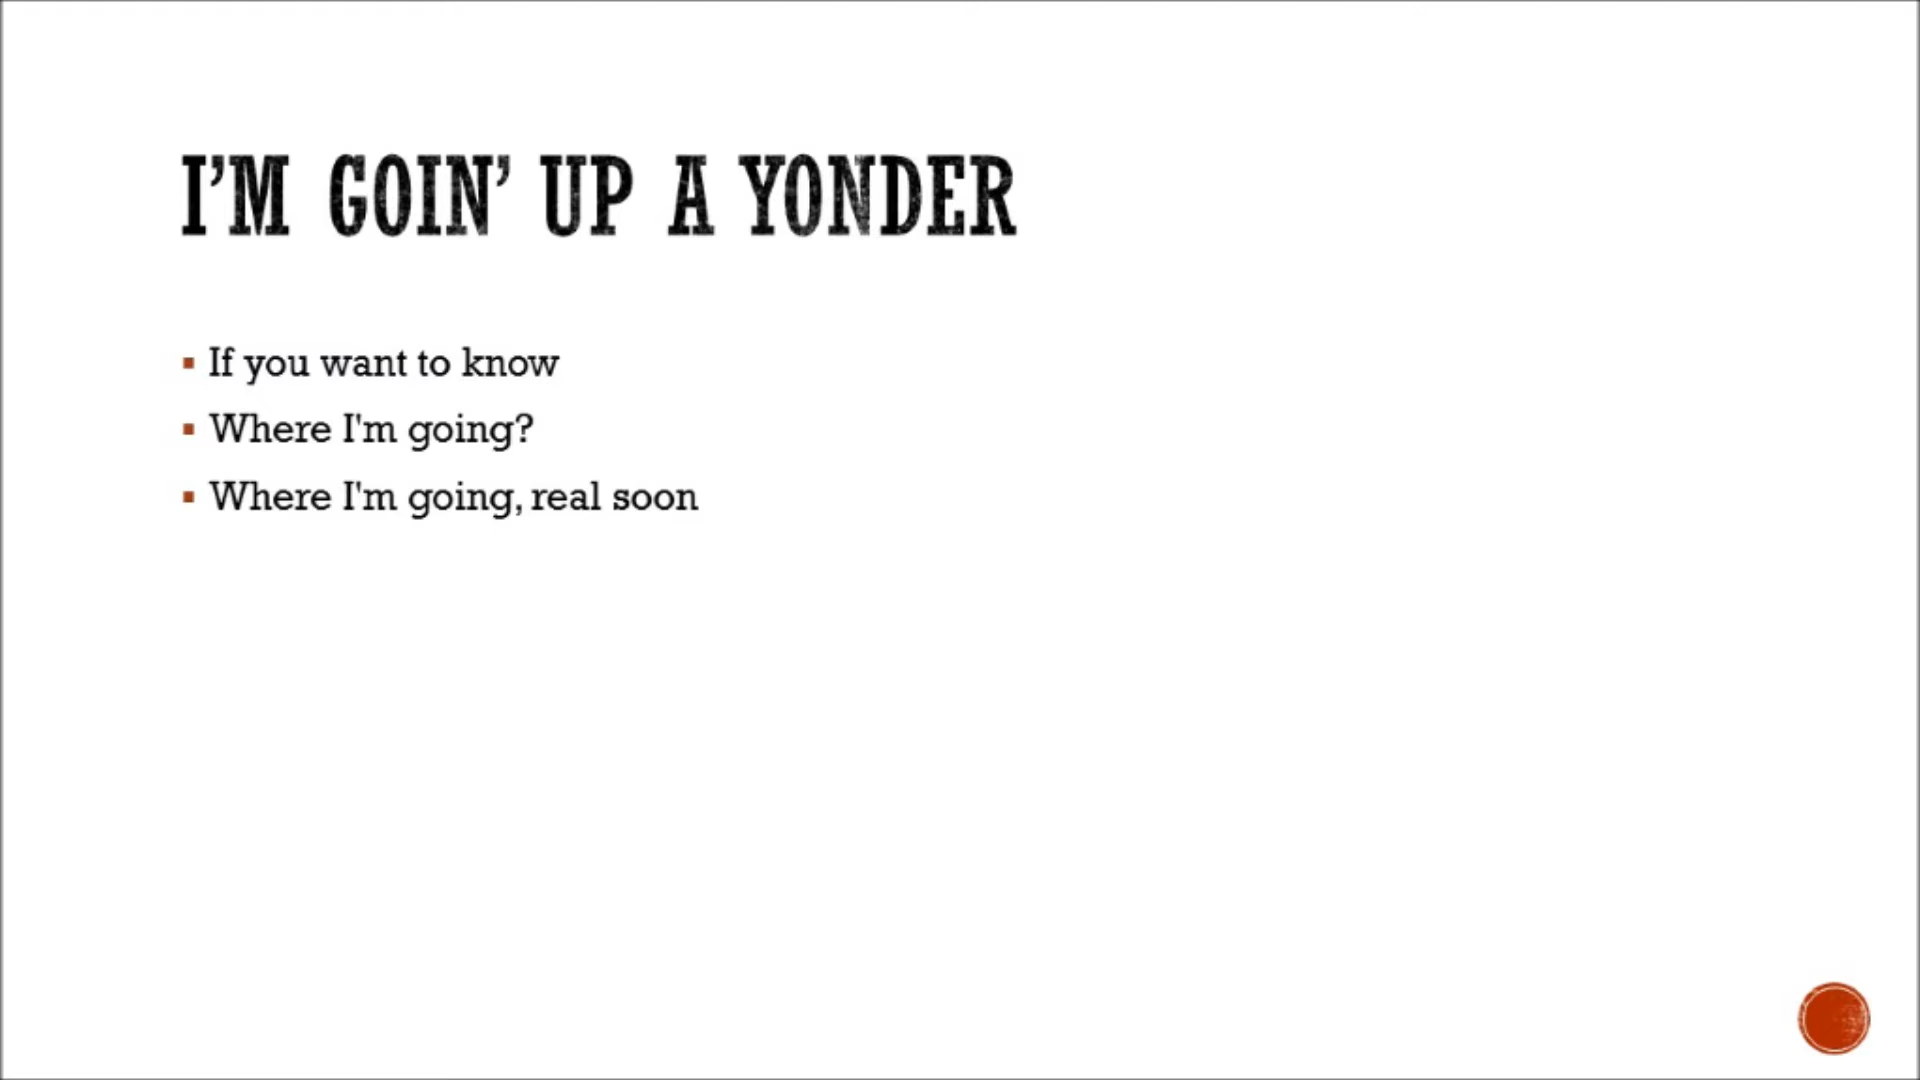 I'M GOIN' UP A YONDER
If you want to know
Where I'm going?
Where I'm going, real soon